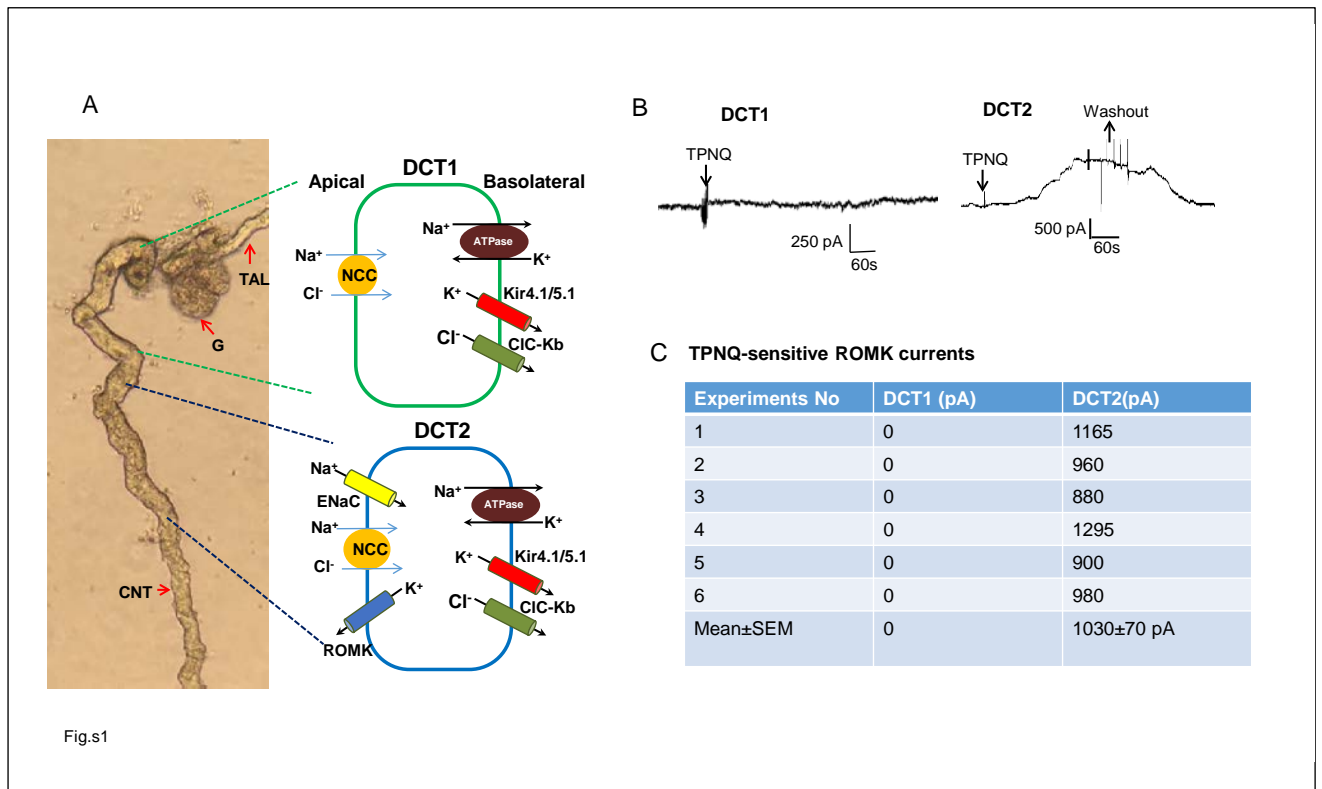 A
TAL
G
CNT
DCT1
Apical
Basolateral
Na⁺
ATPase
K⁺
Na⁺
NCC
Cl⁻
K⁺
Kir4.1/5.1
Cl⁻
ClC-Kb
DCT2
Na⁺
ENaC
Na⁺
ATPase
K⁺
Na⁺
NCC
Cl⁻
K⁺
Kir4.1/5.1
K⁺
Cl⁻
ClC-Kb
ROMK
B
DCT1
TPNQ
250 pA
60s
DCT2
Washout
TPNQ
500 pA
60s
C TPNQ-sensitive ROMK currents
Experiments No DCT1 (pA) DCT2(pA)
1 0 1165
2 0 960
3 0 880
4 0 1295
5 0 900
6 0 980
Mean±SEM 0 1030±70 pA
Fig.s1